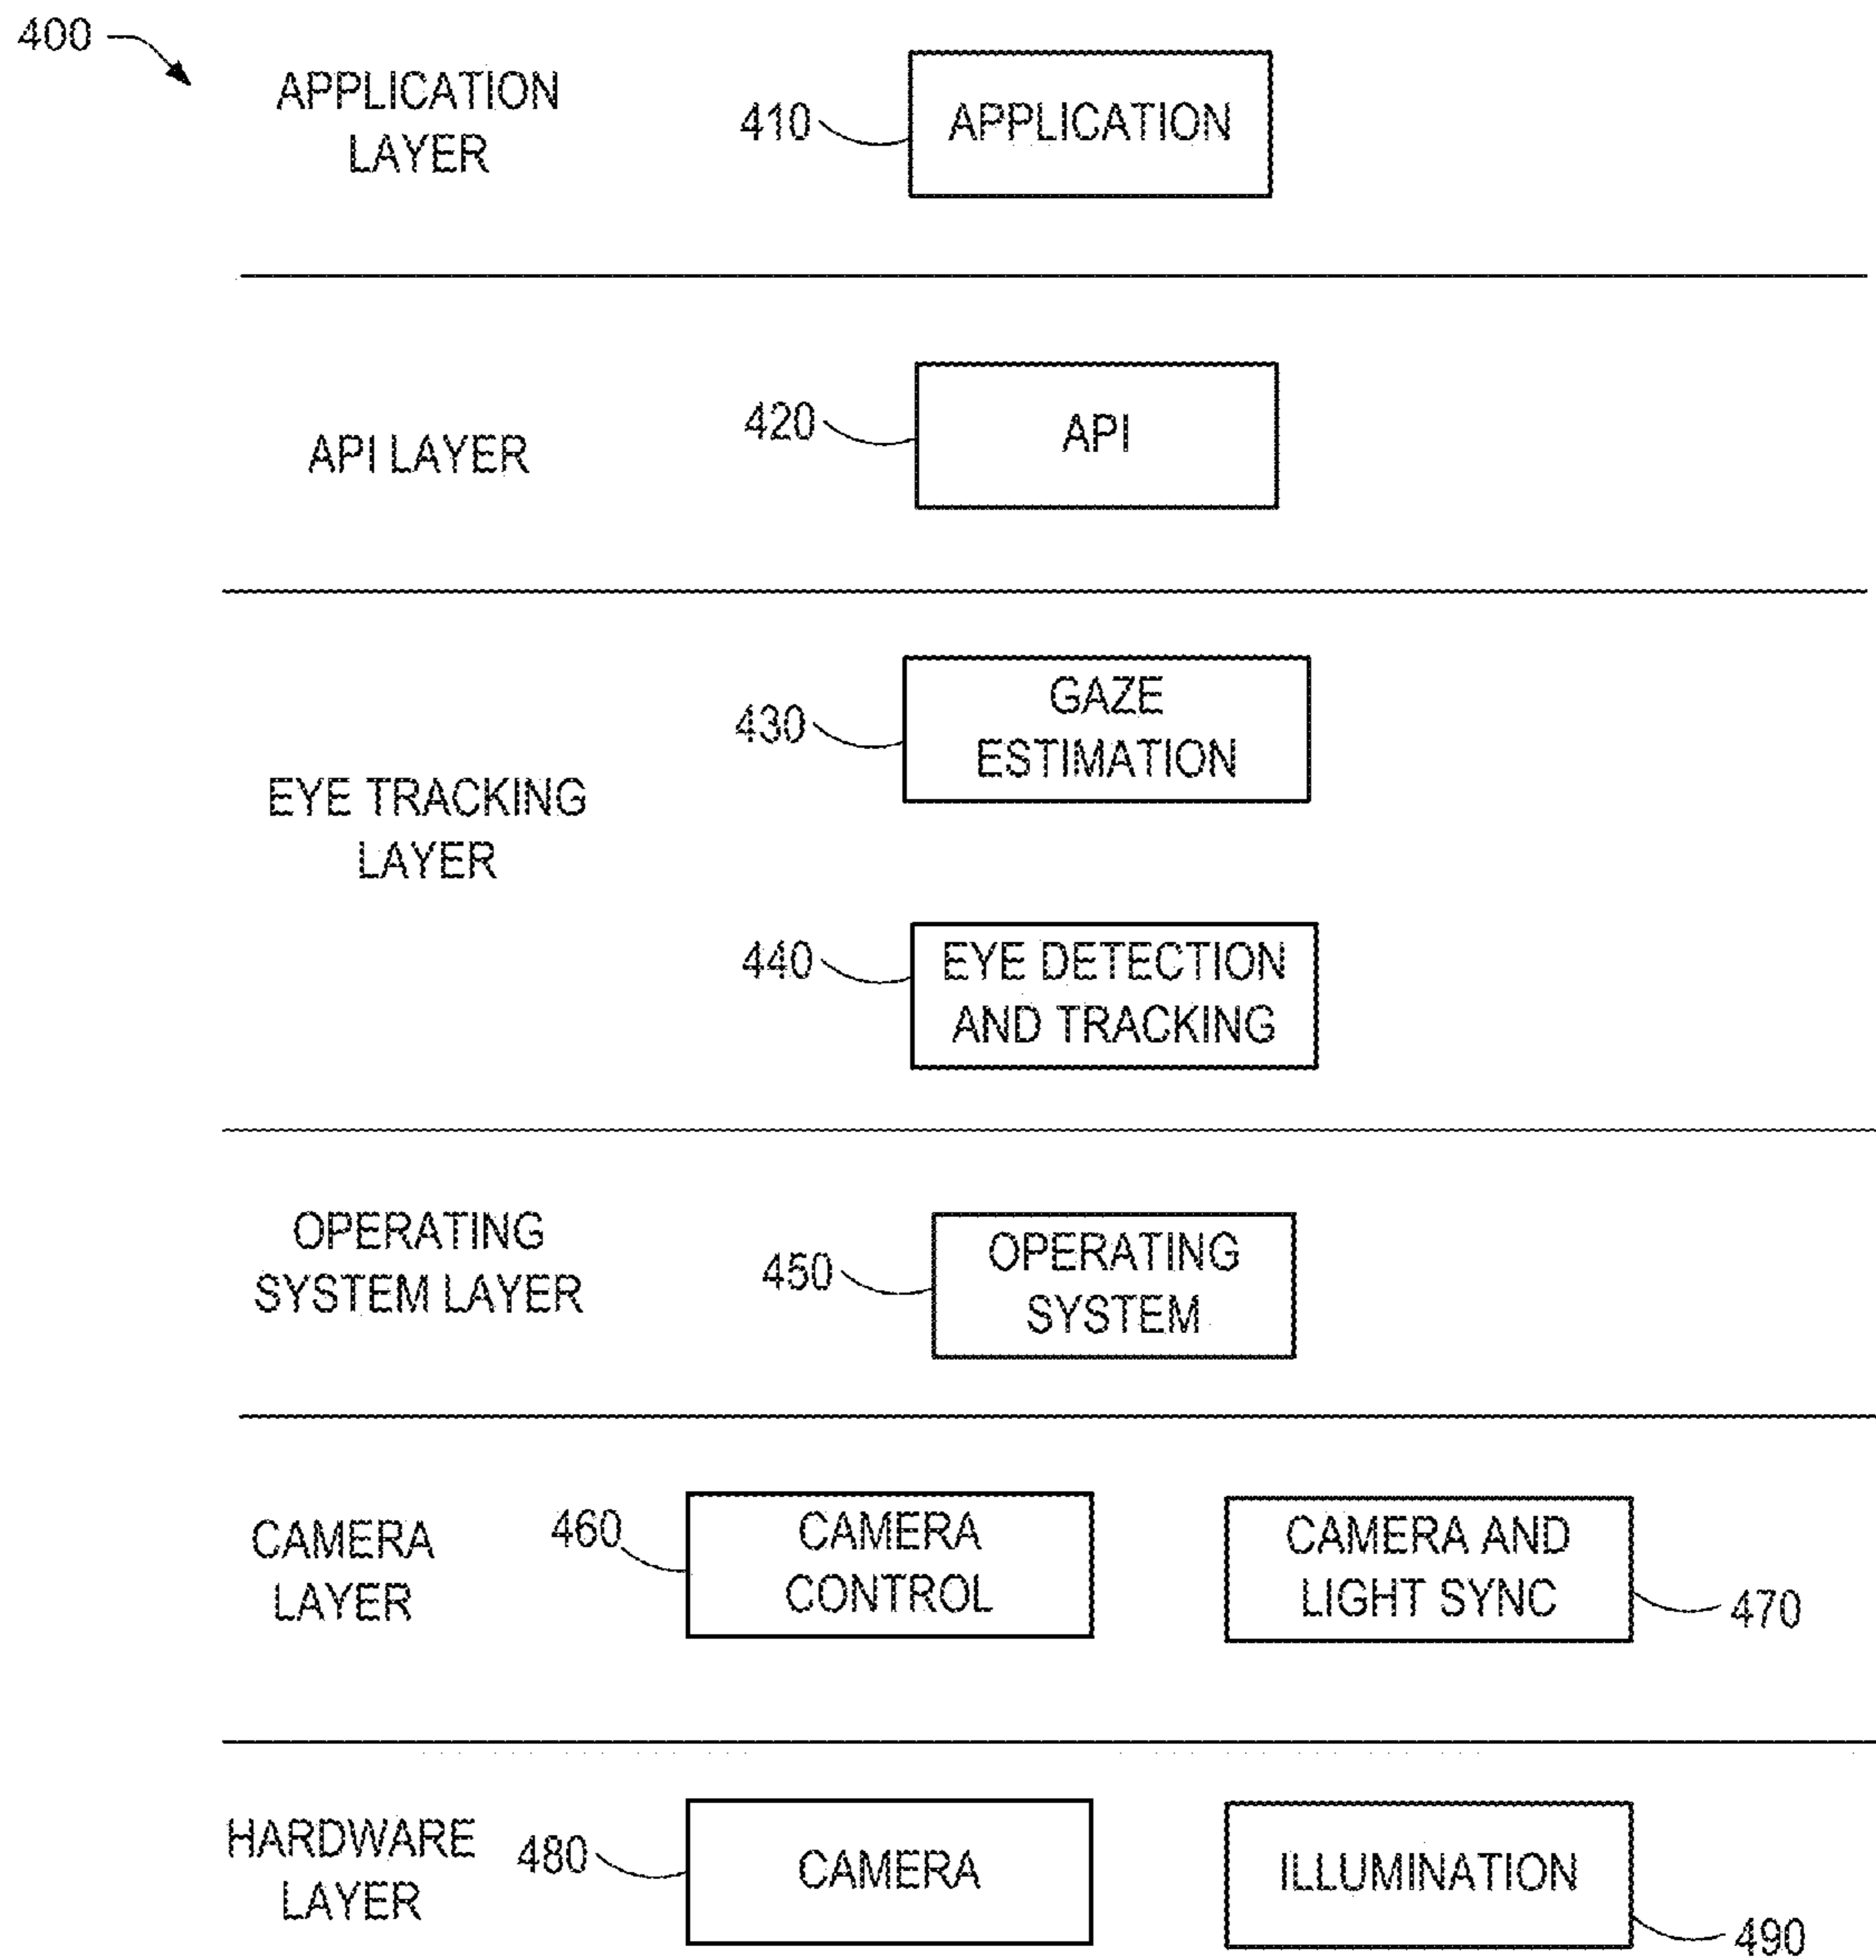 400
APPLICATION
LAYER
410
APPLICATION
API LAYER
420
API
EYE TRACKING
LAYER
430
GAZE
ESTIMATION
440
EYE DETECTION
AND TRACKING
OPERATING
SYSTEM LAYER
450
OPERATING
SYSTEM
CAMERA
LAYER
460
CAMERA
CONTROL
CAMERA AND
LIGHT SYNC
470
HARDWARE
LAYER
480
CAMERA
ILLUMINATION
490